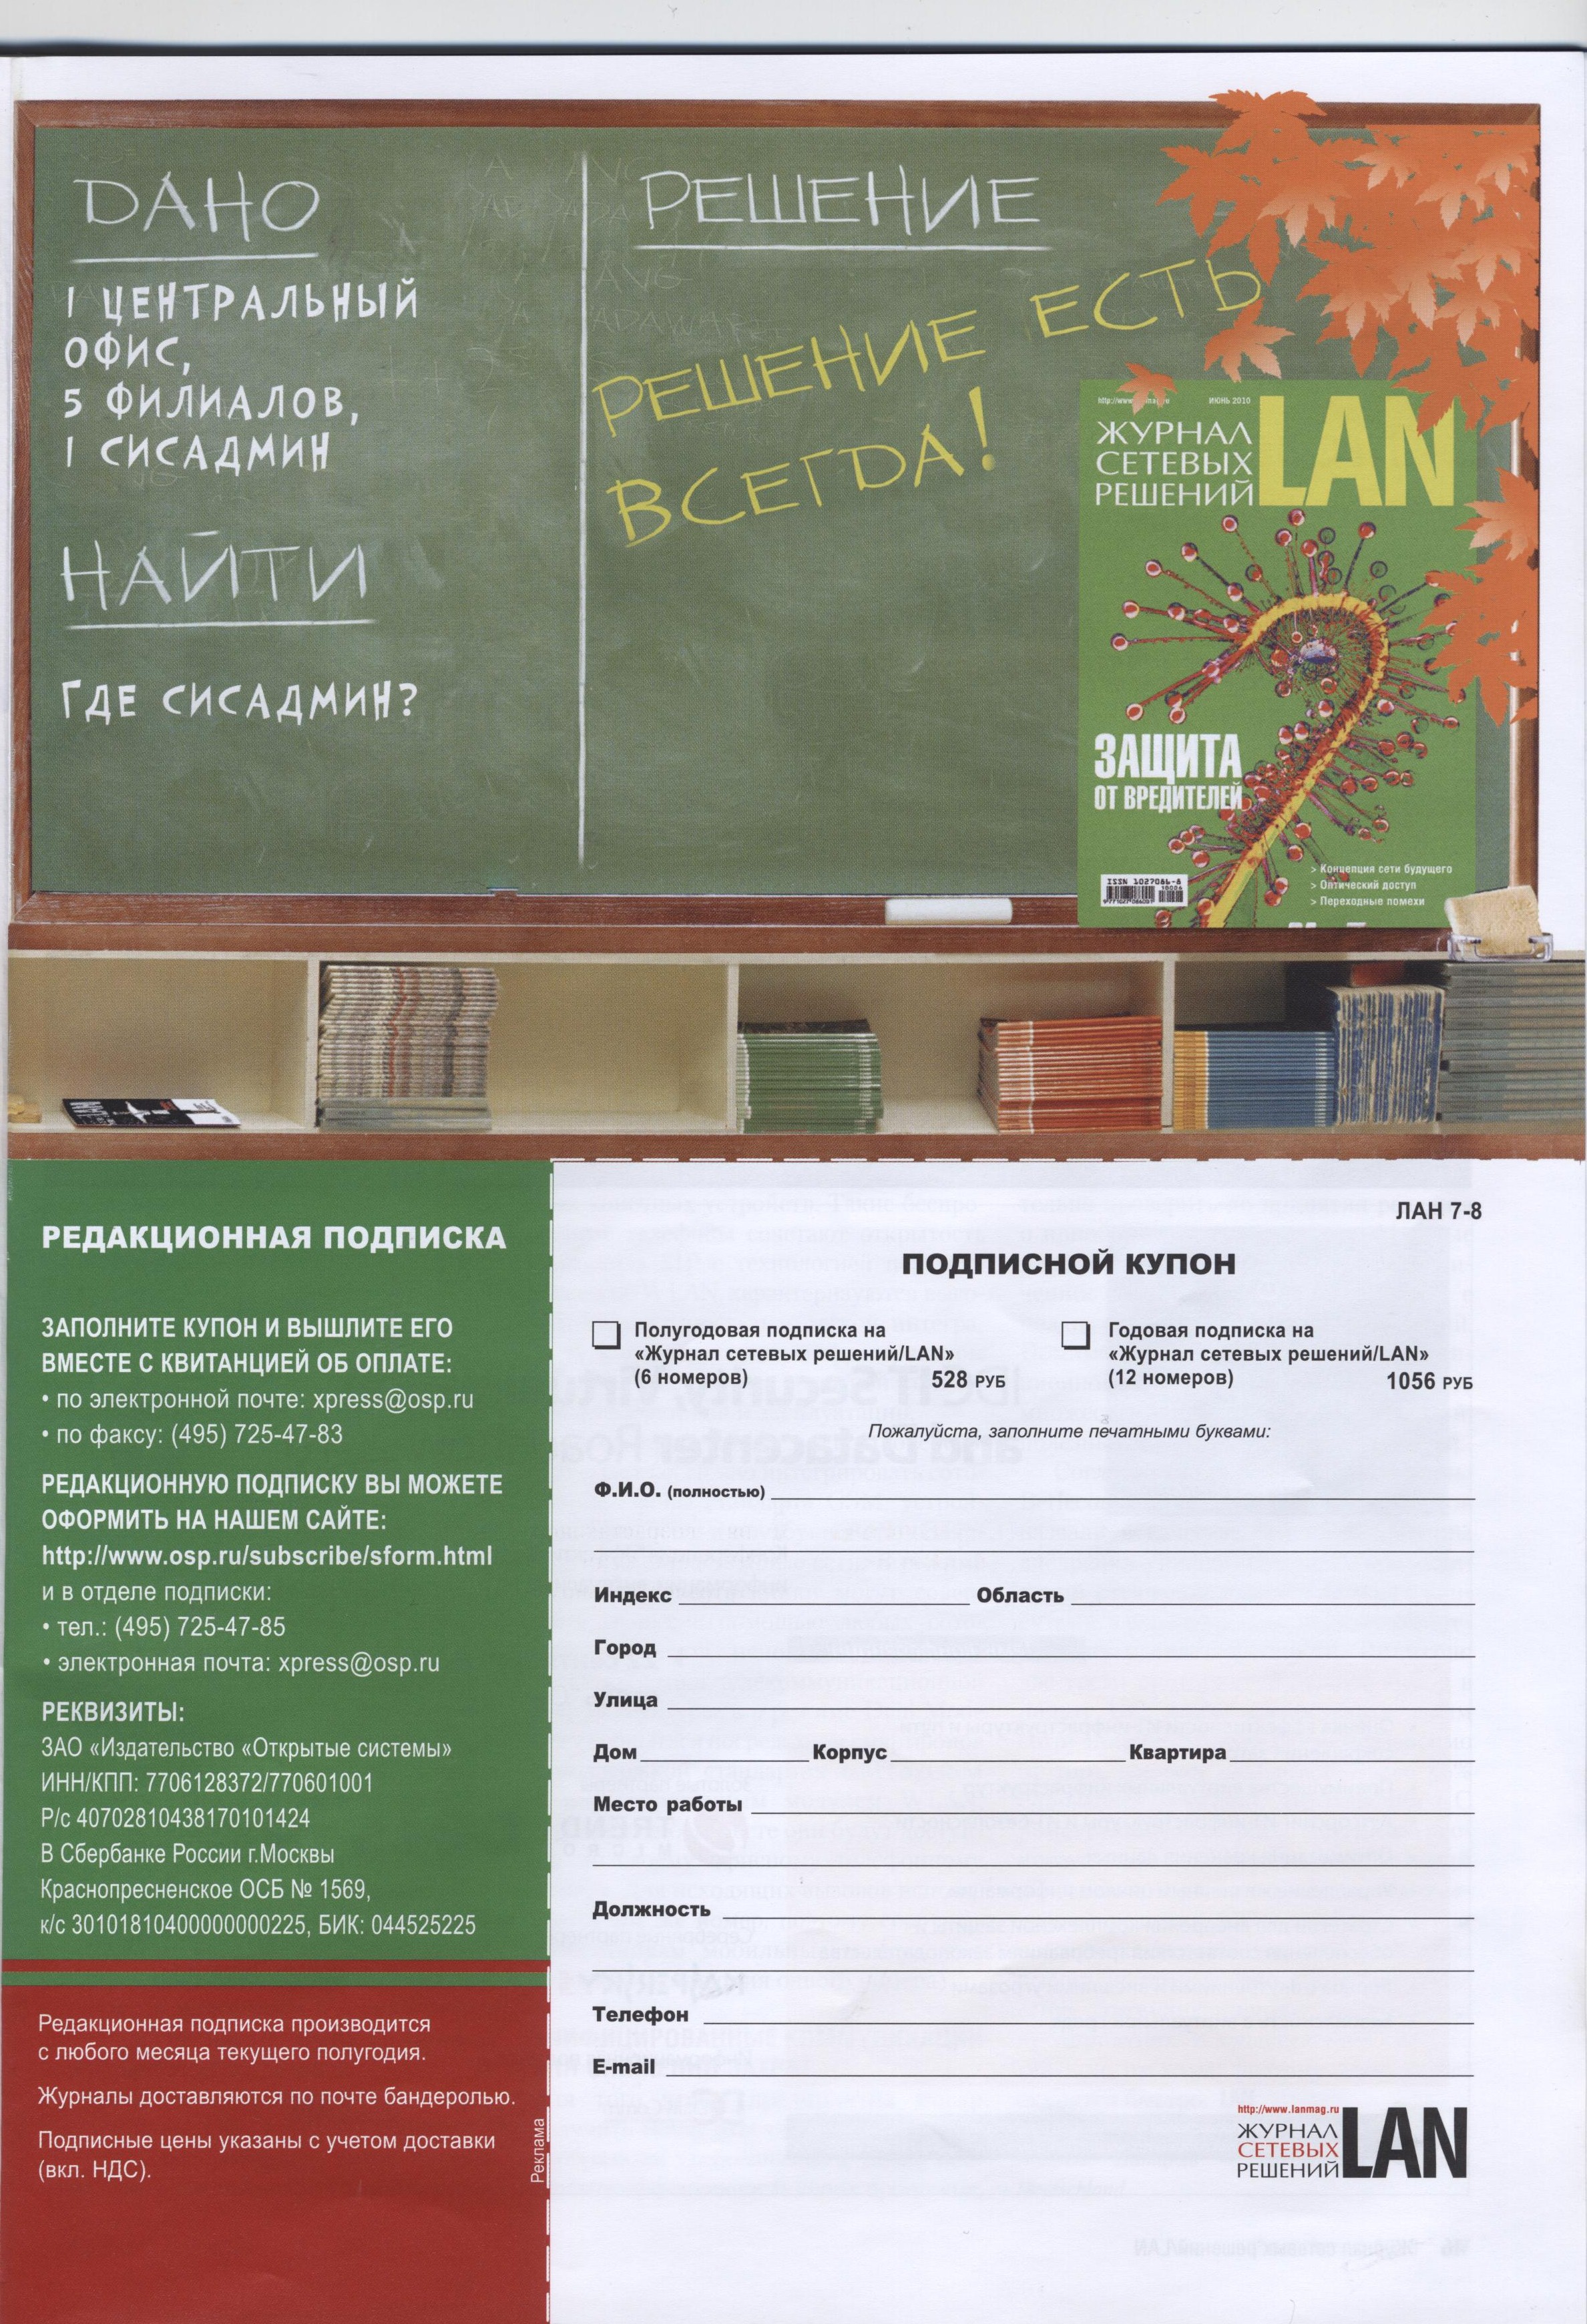 ДАНО
1 ЦЕНТРАЛЬНЫЙ
ОФИС,
5 ФИЛИАЛОВ,
1 СИСАДМИН
НАЙТИ
ГДЕ СИСАДМИН?
РЕШЕНИЕ
РЕШЕНИЕ ЕСТЬ
ВСЕГДА!
ИЮНЬ 2010
ЖУРНАЛ
СЕТЕВЫХ
РЕШЕНИЙ
LAN
ЗАЩИТА
ОТ ВРЕДИТЕЛЕЙ
> Концепция сети будущего
> Оптический доступ
> Переходные помехи
ISSN 1027086-8
РЕДАКЦИОННАЯ ПОДПИСКА
ЗАПОЛНИТЕ КУПОН И ВЫШЛИТЕ ЕГО
ВМЕСТЕ С КВИТАНЦИЕЙ ОБ ОПЛАТЕ:
• по электронной почте: xpress@osp.ru
• по факсу: (495) 725-47-83
РЕДАКЦИОННУЮ ПОДПИСКУ ВЫ МОЖЕТЕ
ОФОРМИТЬ НА НАШЕМ САЙТЕ:
http://www.osp.ru/subscribe/sform.html
и в отделе подписки:
• тел.: (495) 725-47-85
• электронная почта: xpress@osp.ru
РЕКВИЗИТЫ:
ЗАО «Издательство «Открытые системы»
ИНН/КПП: 7706128372/770601001
Р/с 40702810438170101424
В Сбербанке России г.Москвы
Краснопресненское ОСБ № 1569,
к/с 30101810400000000225, БИК: 044525225
Редакционная подписка производится
с любого месяца текущего полугодия.
Журналы доставляются по почте бандеролью.
Подписные цены указаны с учетом доставки
(вкл. НДС).
Реклама
ЛАН 7-8
ПОДПИСНОЙ КУПОН
Полугодовая подписка на
«Журнал сетевых решений/LAN»
(6 номеров) 528 РУБ
Годовая подписка на
«Журнал сетевых решений/LAN»
(12 номеров) 1056 РУБ
Пожалуйста, заполните печатными буквами:
Ф.И.О. (полностью)
Индекс Область
Город
Улица
Дом Корпус Квартира
Место работы
Должность
Телефон
E-mail
http://www.lanmag.ru
ЖУРНАЛ
СЕТЕВЫХ
РЕШЕНИЙ
LAN